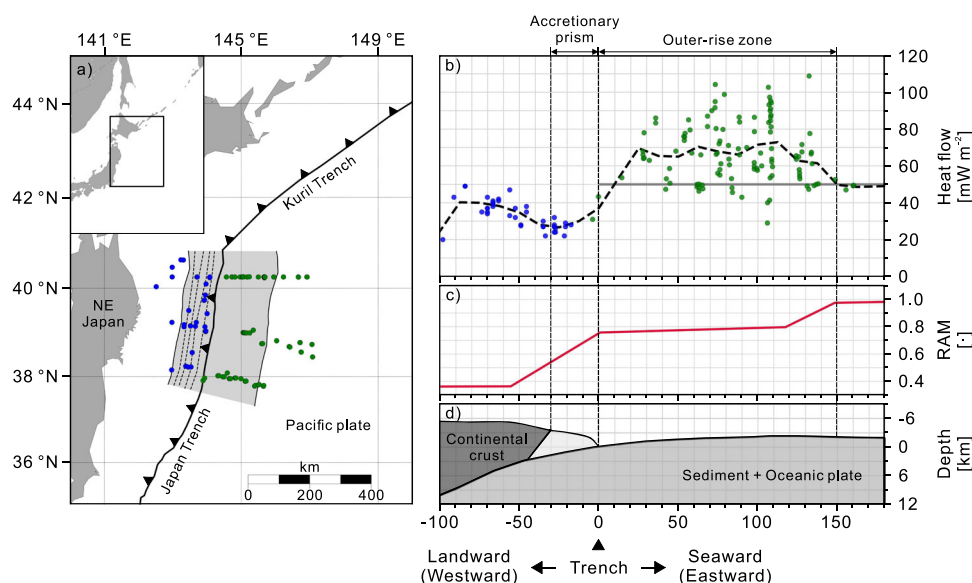 141 °E
145 °E
149 °E
a)
44 °N
42 °N
40 °N
38 °N
36 °N
Kuril Trench
NE
Japan
Japan Trench
Pacific plate
km
0
200
400
Accretionary
prism
Outer-rise zone
b)
120
100
80
60
40
20
0
Heat flow
[mW m⁻²]
c)
1.0
0.8
0.6
0.4
RAM
[·]
d)
Continental
crust
Sediment + Oceanic plate
-6
0
6
12
Depth
[km]
-100
-50
0
50
100
150
Landward
(Westward)
Trench
Seaward
(Eastward)